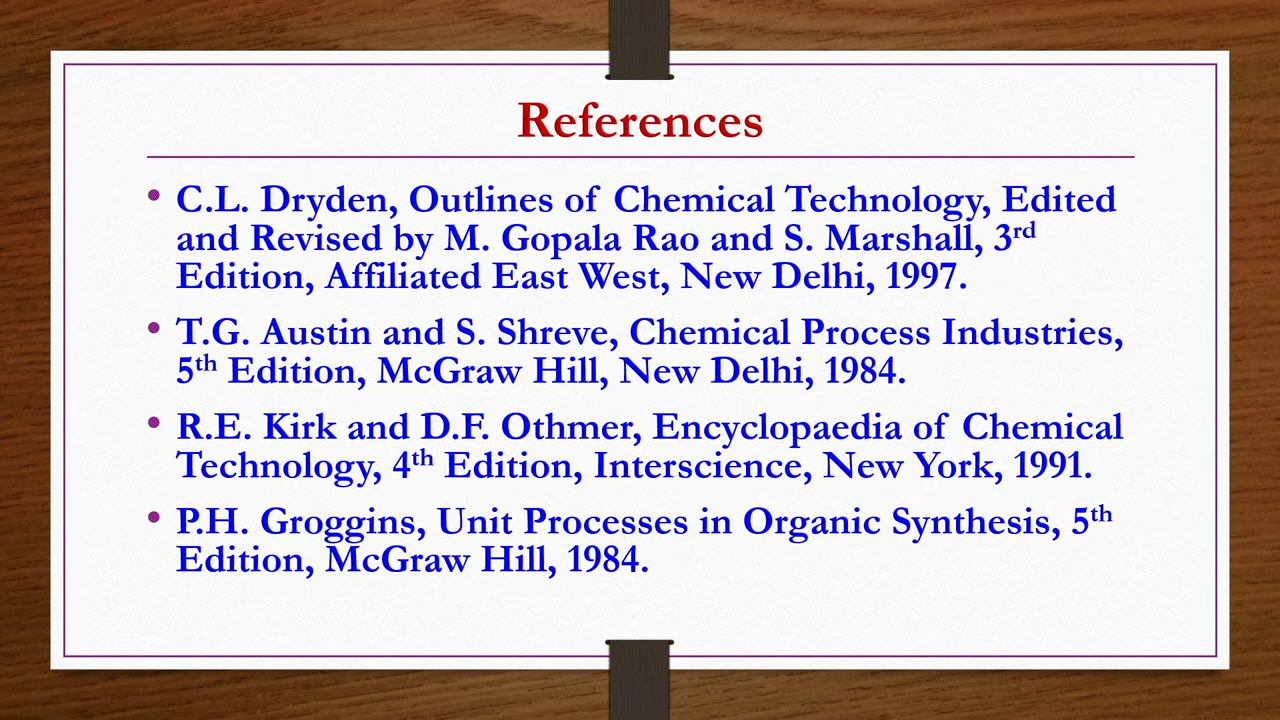 References
• C.L. Dryden, Outlines of Chemical Technology, Edited
and Revised by M. Gopala Rao and S. Marshall, 3rd
Edition, Affiliated East West, New Delhi, 1997.
• T.G. Austin and S. Shreve, Chemical Process Industries,
5th Edition, McGraw Hill, New Delhi, 1984.
• R.E. Kirk and D.F. Othmer, Encyclopaedia of Chemical
Technology, 4th Edition, Interscience, New York, 1991.
• P.H. Groggins, Unit Processes in Organic Synthesis, 5th
Edition, McGraw Hill, 1984.